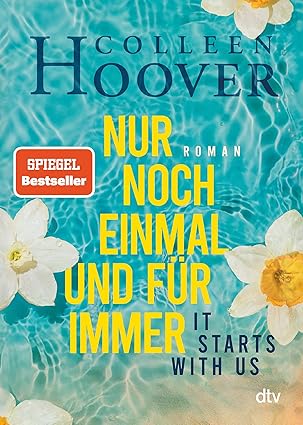 COLLEEN
HOOVER
NUR
ROMAN
NOCH
EINMAL
UND FÜR
IMMER
IT
STARTS
WITH US
SPIEGEL
Bestseller
dtv